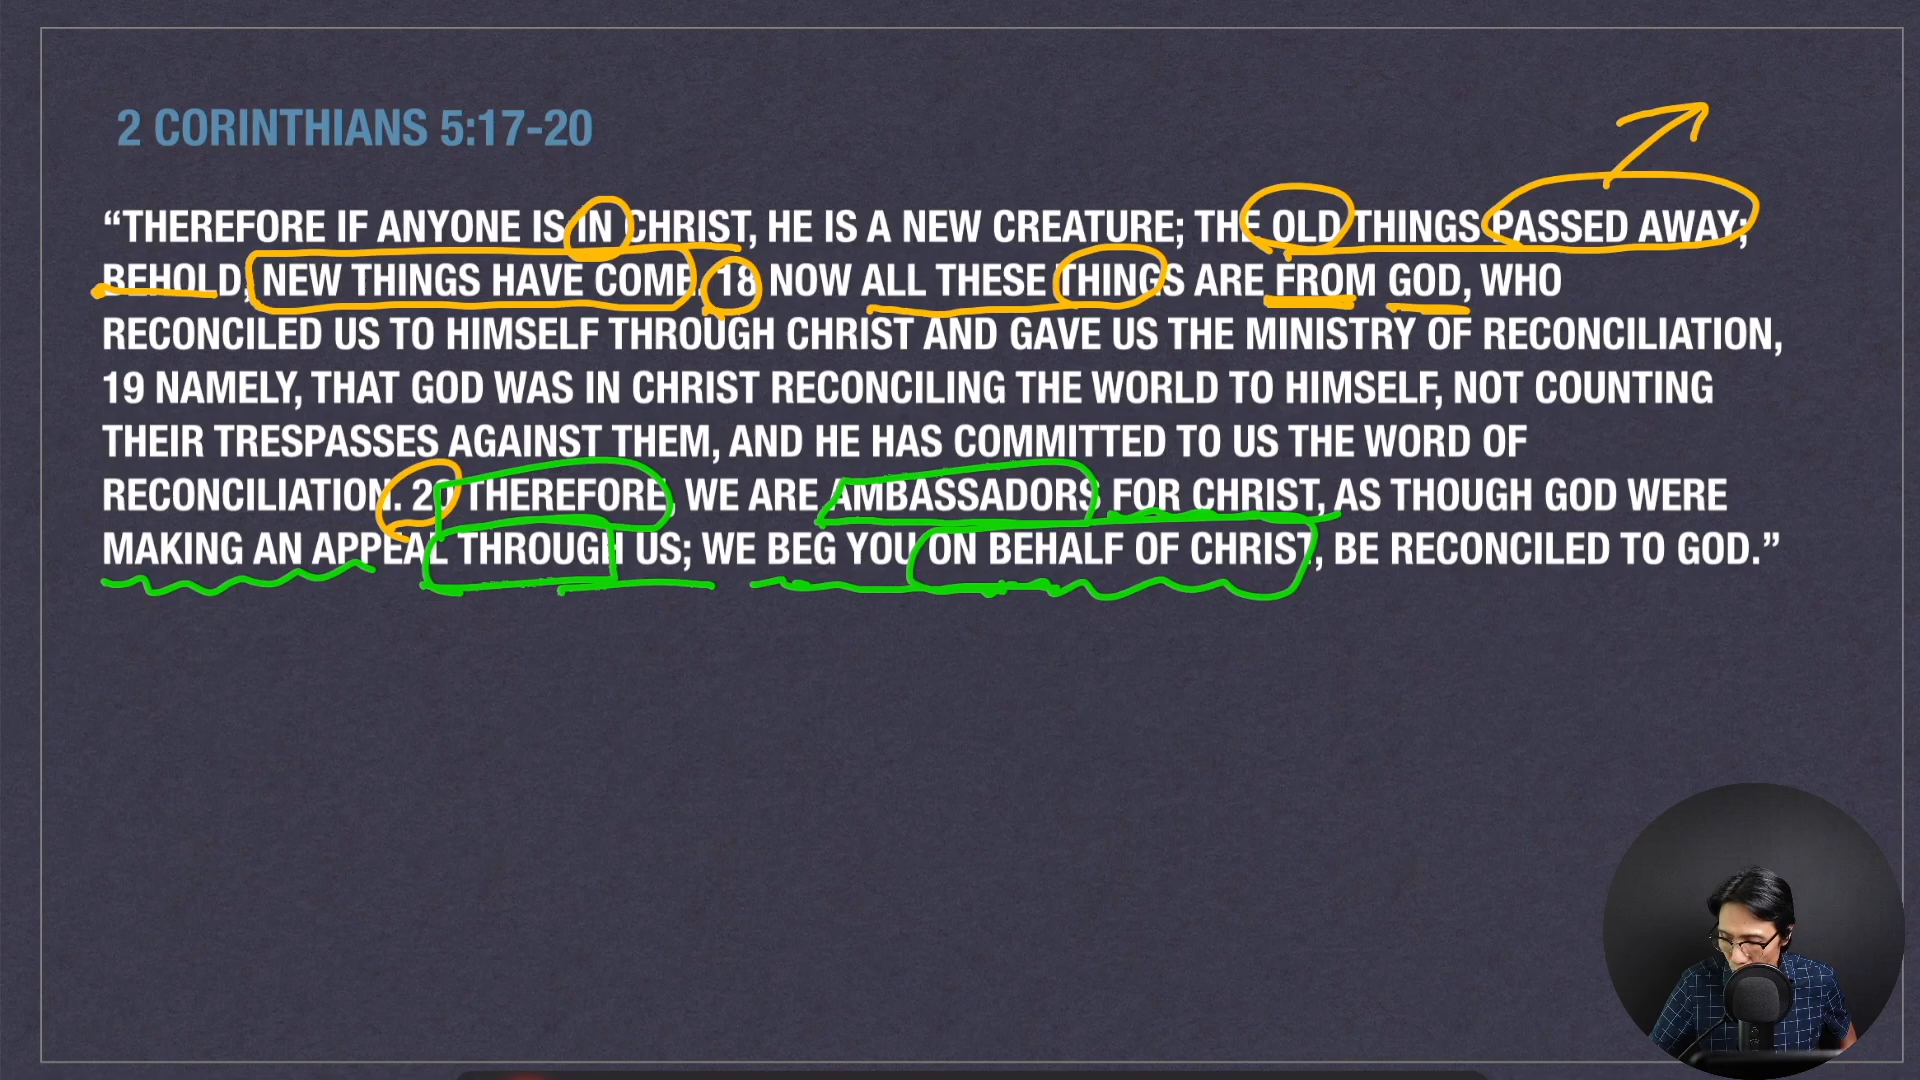 2 CORINTHIANS 5:17-20
“THEREFORE IF ANYONE IS IN CHRIST, HE IS A NEW CREATURE; THE OLD THINGS PASSED AWAY;
BEHOLD, NEW THINGS HAVE COME. 18 NOW ALL THESE THINGS ARE FROM GOD, WHO
RECONCILED US TO HIMSELF THROUGH CHRIST AND GAVE US THE MINISTRY OF RECONCILIATION,
19 NAMELY, THAT GOD WAS IN CHRIST RECONCILING THE WORLD TO HIMSELF, NOT COUNTING
THEIR TRESPASSES AGAINST THEM, AND HE HAS COMMITTED TO US THE WORD OF
RECONCILIATION. 20 THEREFORE, WE ARE AMBASSADORS FOR CHRIST, AS THOUGH GOD WERE
MAKING AN APPEAL THROUGH US; WE BEG YOU ON BEHALF OF CHRIST, BE RECONCILED TO GOD.”